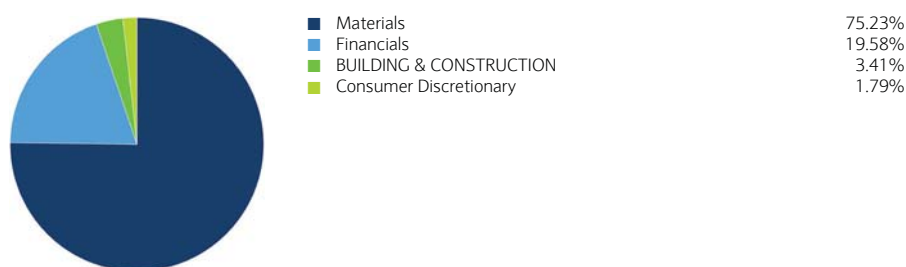 Materials 75.23%
Financials 19.58%
BUILDING & CONSTRUCTION 3.41%
Consumer Discretionary 1.79%